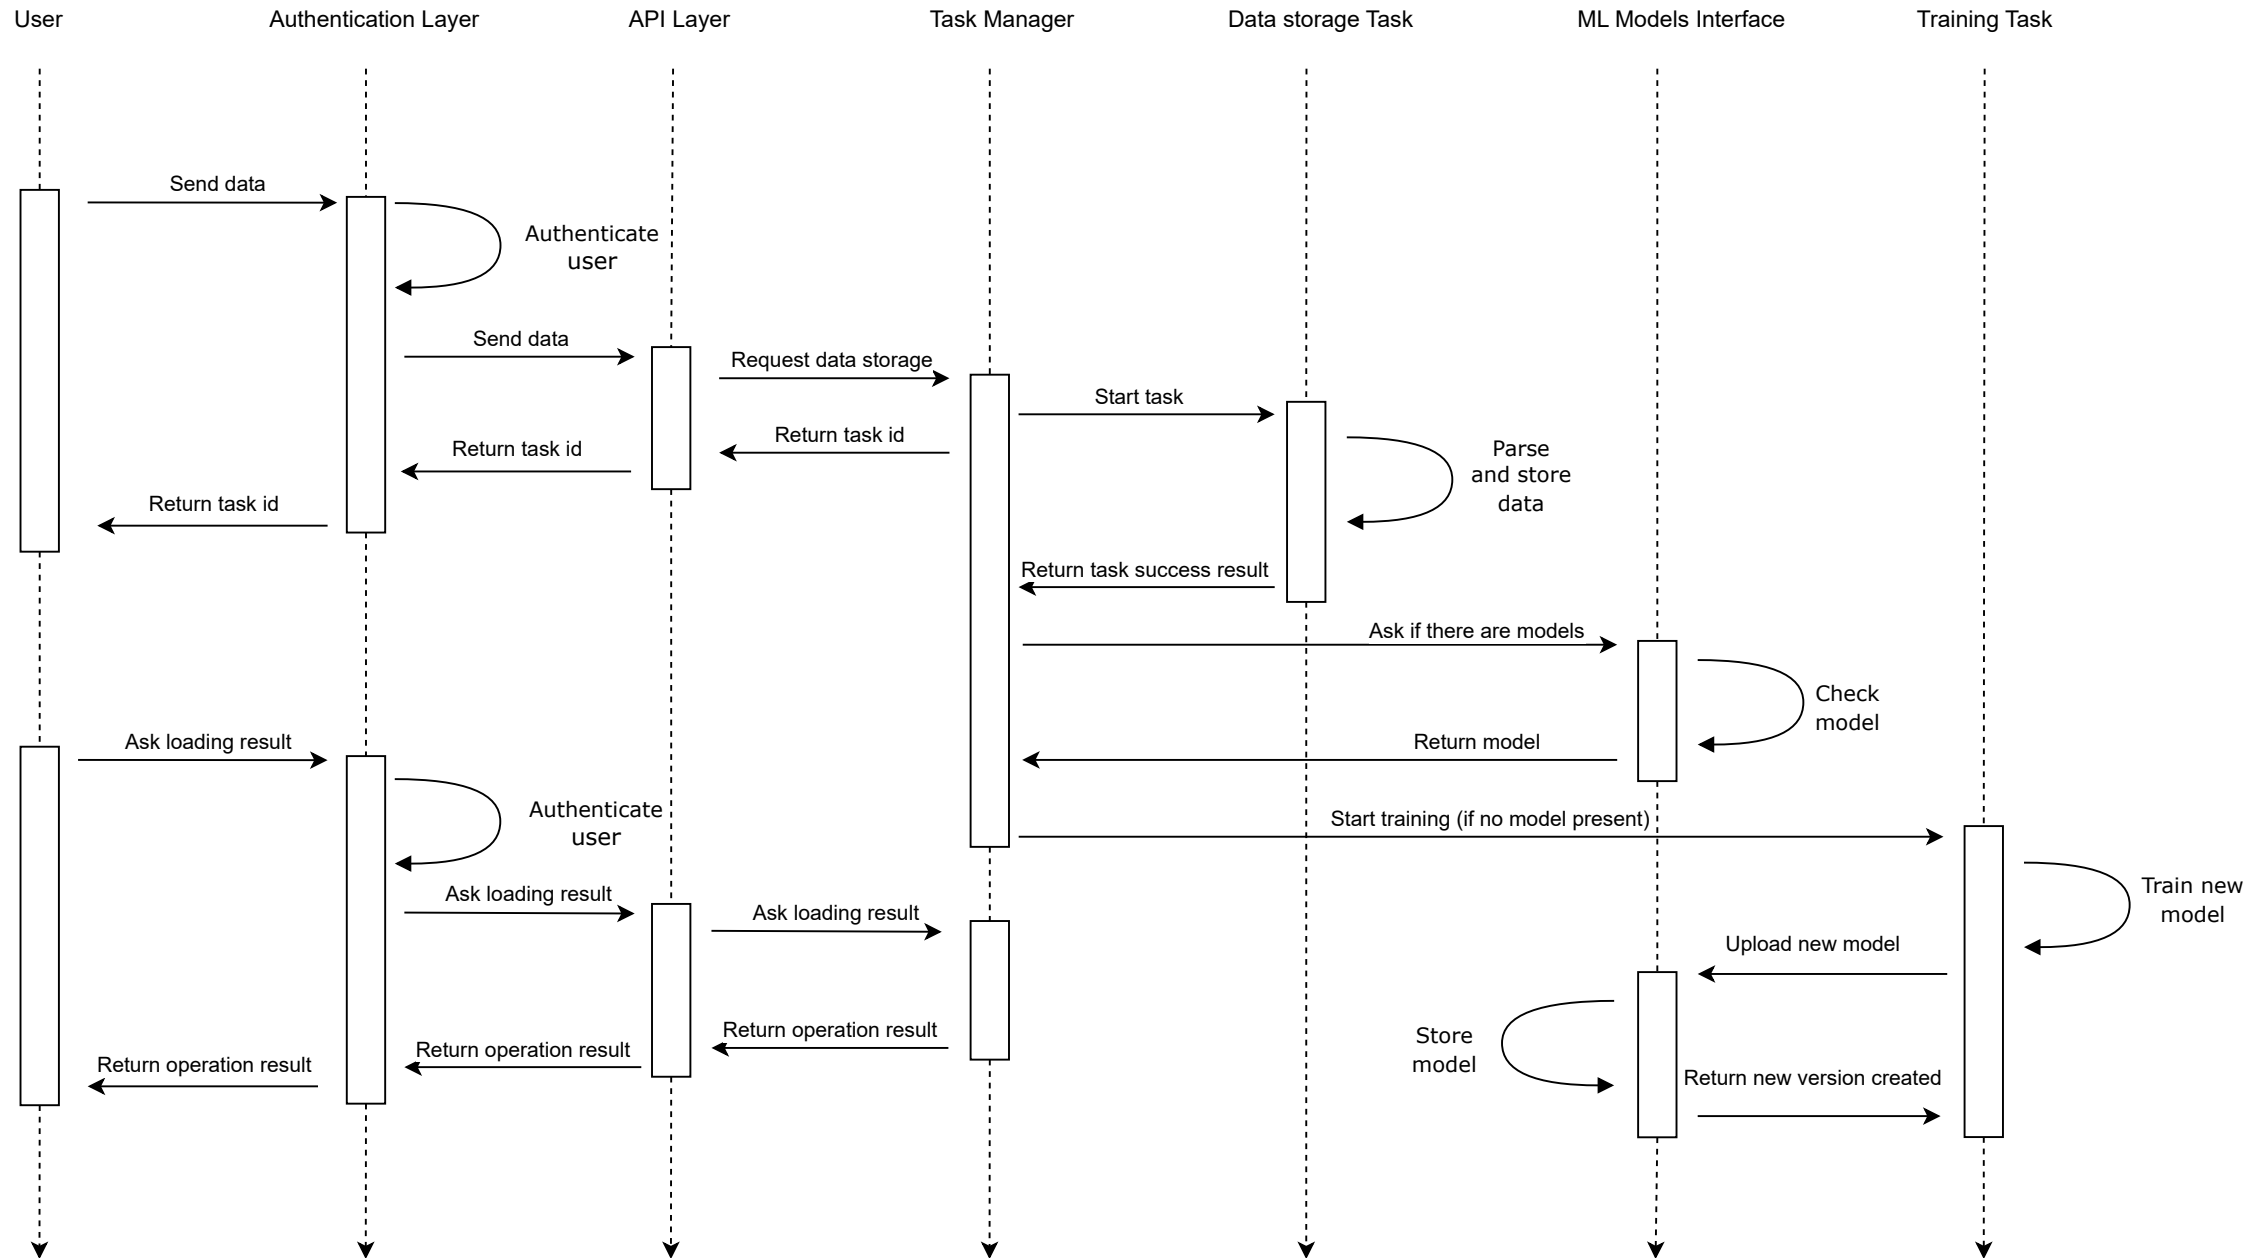 User
Authentication Layer
API Layer
Task Manager
Data storage Task
ML Models Interface
Training Task
Send data
Authenticate
user
Send data
Request data storage
Start task
Return task id
Return task id
Return task id
Parse
and store
data
Return task success result
Ask if there are models
Check
model
Return model
Ask loading result
Authenticate
user
Start training (if no model present)
Ask loading result
Ask loading result
Train new
model
Upload new model
Store
model
Return operation result
Return operation result
Return operation result
Return new version created